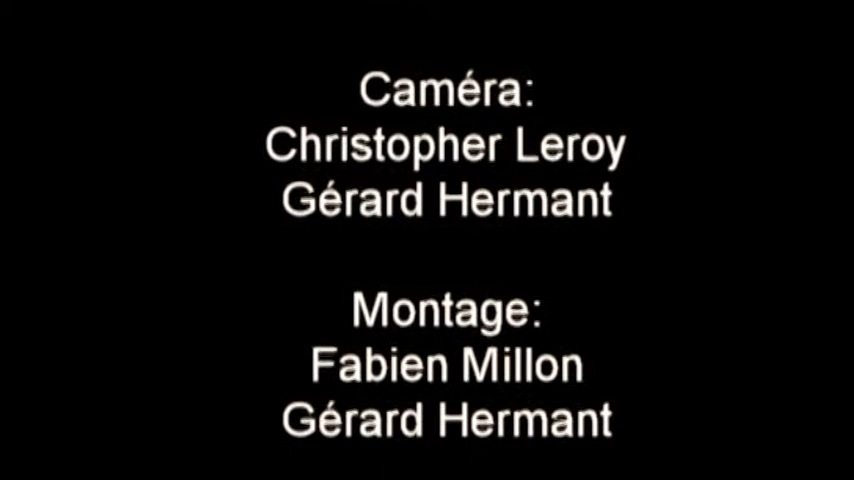 Caméra:
Christopher Leroy
Gérard Hermant
Montage:
Fabien Millon
Gérard Hermant